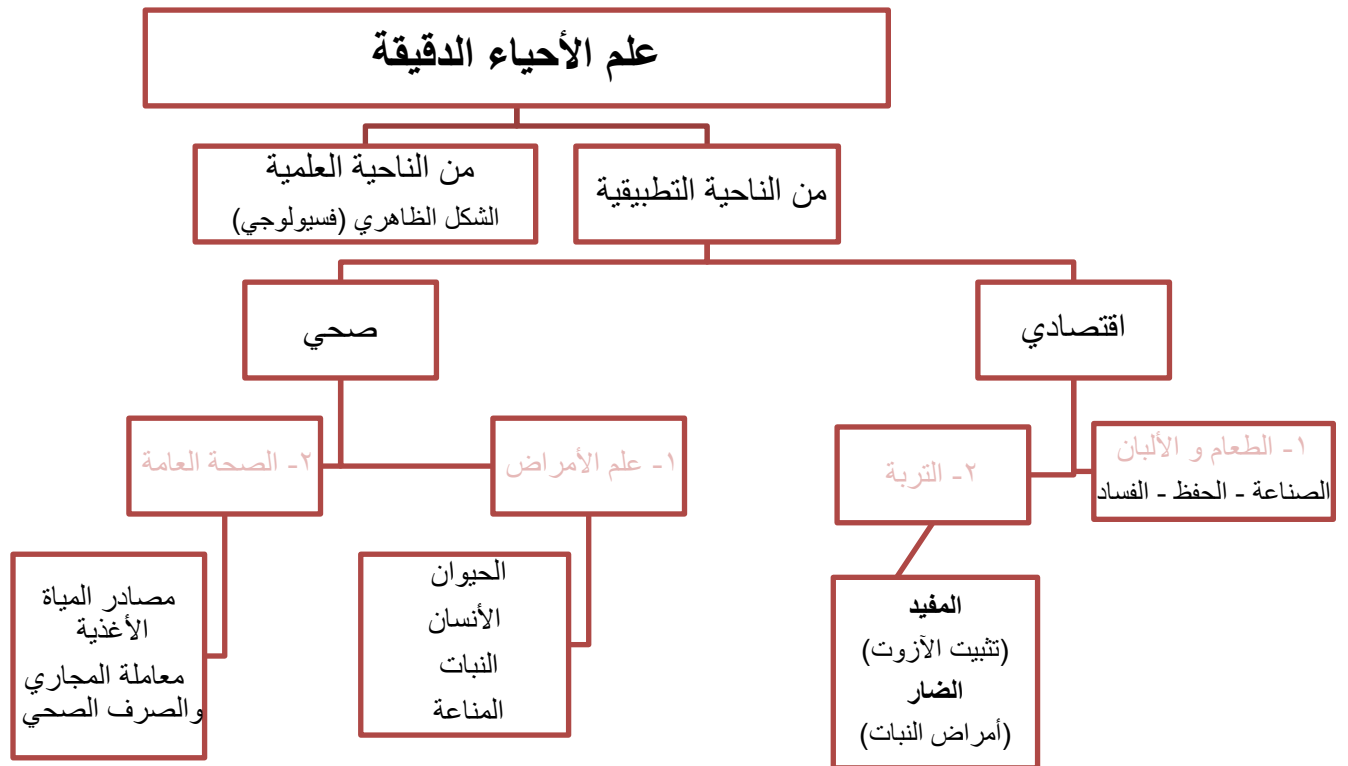 علم الأحياء الدقيقة
من الناحية التطبيقية
من الناحية العلمية
الشكل الظاهري (فسيولوجي)
اقتصادي
صحي
١- الطعام و الألبان
الصناعة - الحفظ - الفساد
٢- التربة
١- علم الأمراض
٢- الصحة العامة
المفيد
(تثبيت الآزوت)
الضار
(أمراض النبات)
الحيوان
الأنسان
النبات
المناعة
مصادر المياة
الأغذية
معاملة المجاري
والصرف الصحي